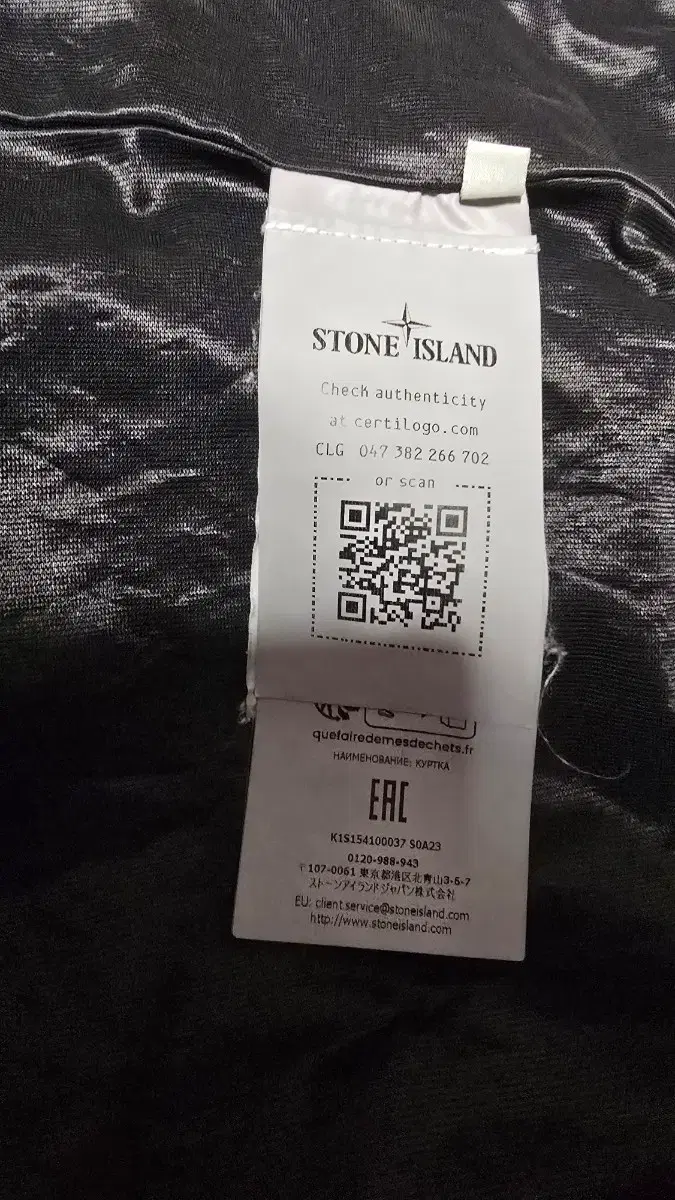 STONE ISLAND
Check authenticity
at certilogo.com
CLG 047 382 266 702
or scan
quefairedemesdechets.fr
НАИМЕНОВАНИЕ: КУРТКА
EAC
K1S154100037 S0A23
0120-988-943
〒107-0061 東京都港区北青山3-5-7
ストーンアイランドジャパン株式会社
EU: client.service@stoneisland.com
http://www.stoneisland.com